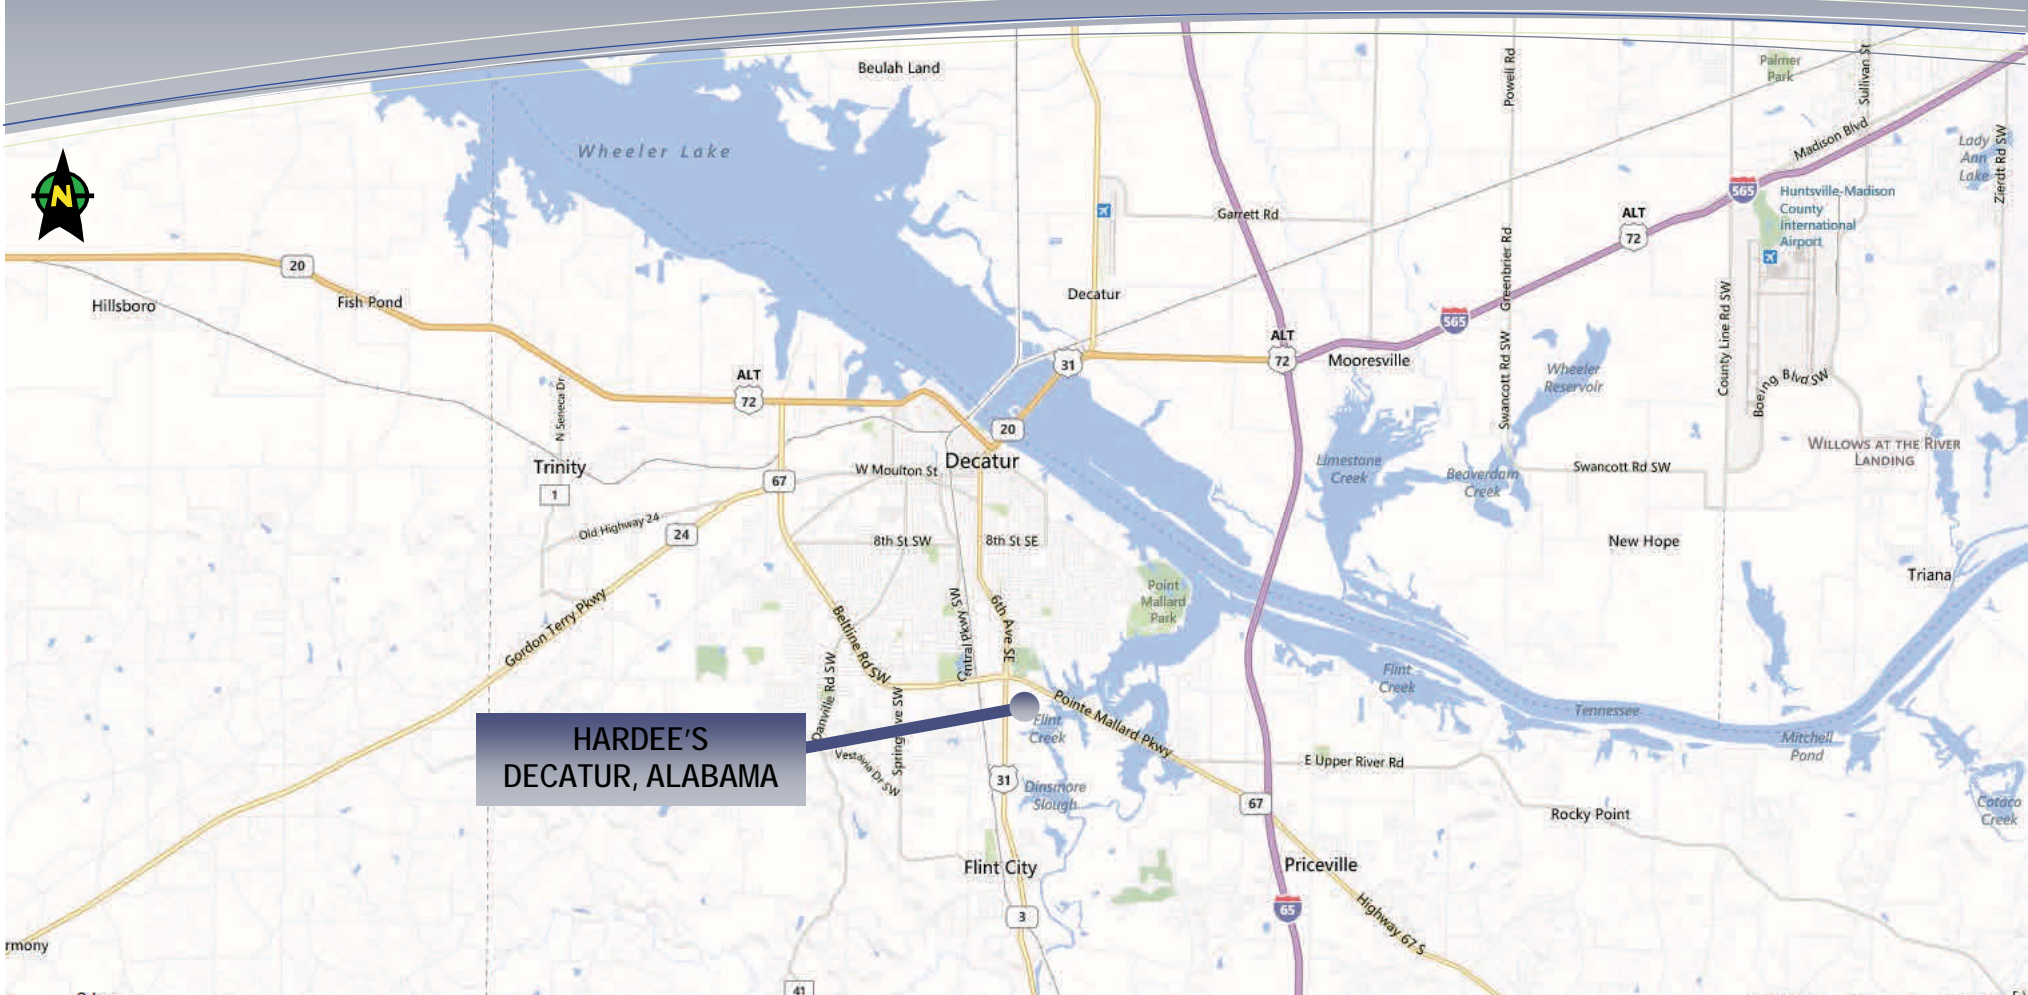 Beulah Land
Powell Rd
Palmer
Park
Sullivan St
Madison Blvd
Wheeler Lake
Lady
Ann
Lake
Zierdt Rd SW
N
565
Huntsville-Madison
County
International
Airport
Garrett Rd
ALT
72
Greenbrier Rd
20
Hillsboro
Fish Pond
Decatur
County Line Rd SW
565
ALT
72
Mooresville
31
Wheeler
Reservoir
Swancott Rd SW
Boeing Blvd SW
ALT
72
N Seneca Dr
20
Decatur
W Moulton St
Trinity
1
67
Limestone
Creek
Beaverdam
Creek
Swancott Rd SW
WILLOWS AT THE RIVER
LANDING
Old Highway 24
24
8th St SW
8th St SE
New Hope
Triana
Point
Mallard
Park
Gordon Terry Pkwy
Beltline Rd SW
Central Pkwy SW
6th Ave SE
Danville Rd SW
Flint
Creek
Pointe Mallard Pkwy
Tennessee
Mitchell
Pond
HARDEE'S
DECATUR, ALABAMA
Flint
Creek
Vestavia Dr SW
31
Dinsmore
Slough
E Upper River Rd
67
Rocky Point
Cotaco
Creek
Flint City
Priceville
3
65
Highway 67 S
rmony
41